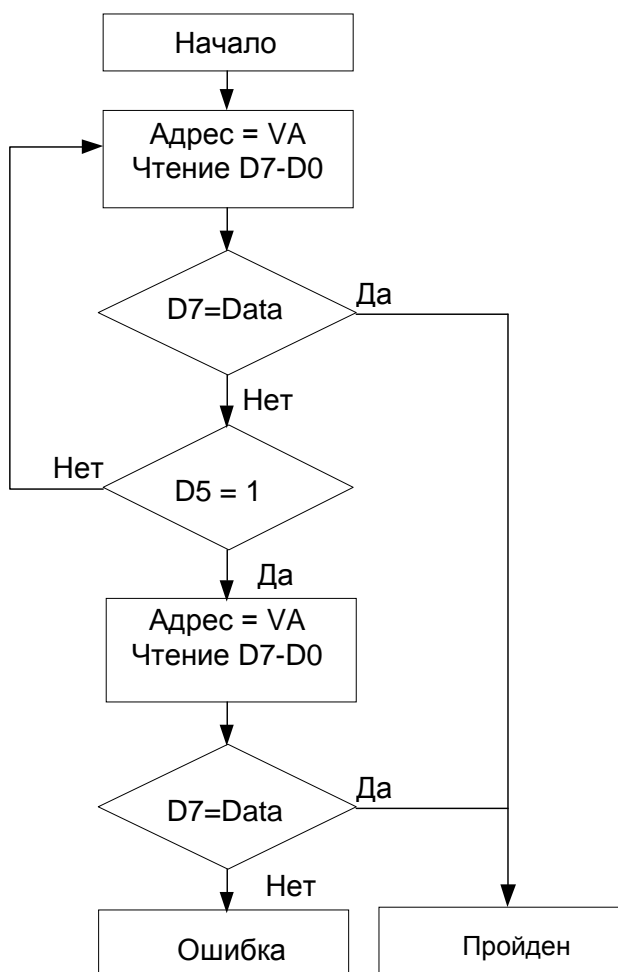 Начало
Адрес = VA
Чтение D7-D0
D7=Data
Да
Нет
Нет
D5 = 1
Да
Адрес = VA
Чтение D7-D0
D7=Data
Да
Нет
Ошибка
Пройден